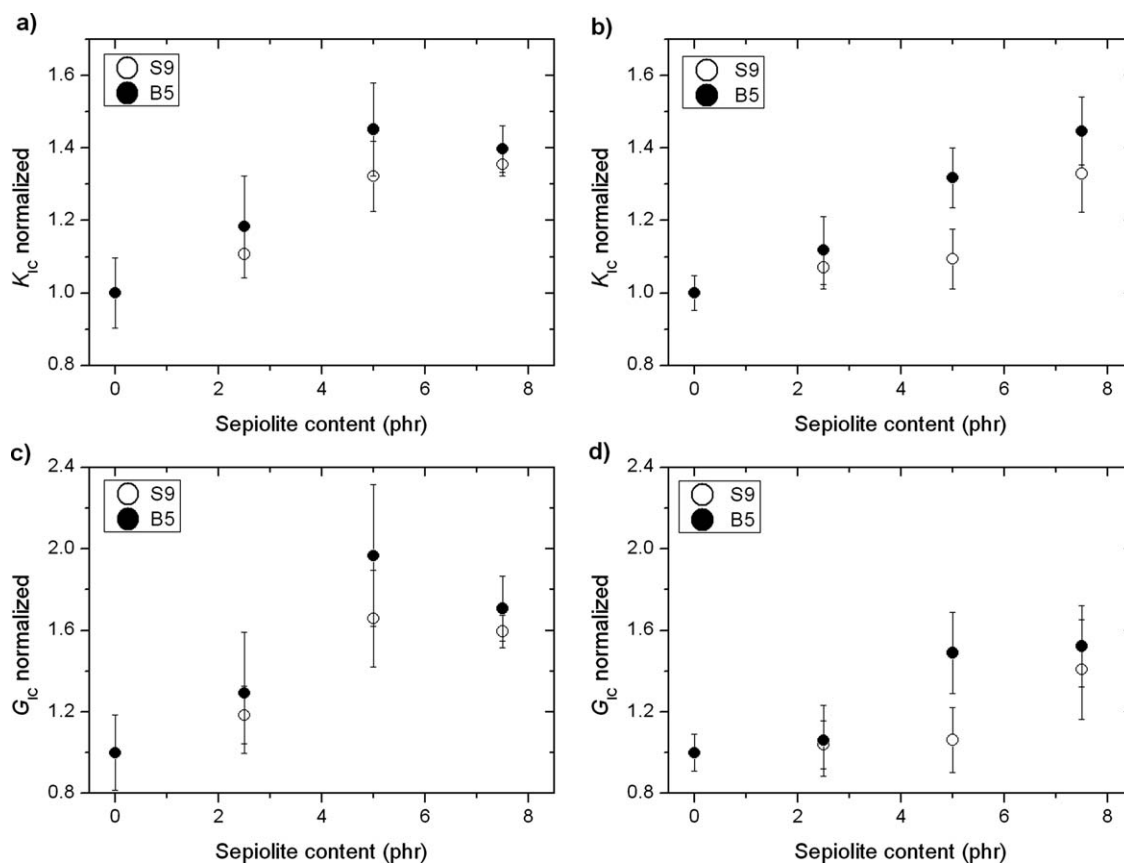 a)
S9
B5
1.6
1.4
1.2
1.0
0.8
K_IC normalized
0 2 4 6 8
Sepiolite content (phr)
b)
S9
B5
1.6
1.4
1.2
1.0
0.8
K_IC normalized
0 2 4 6 8
Sepiolite content (phr)
c)
S9
B5
2.4
2.0
1.6
1.2
0.8
G_IC normalized
0 2 4 6 8
Sepiolite content (phr)
d)
S9
B5
2.4
2.0
1.6
1.2
0.8
G_IC normalized
0 2 4 6 8
Sepiolite content (phr)